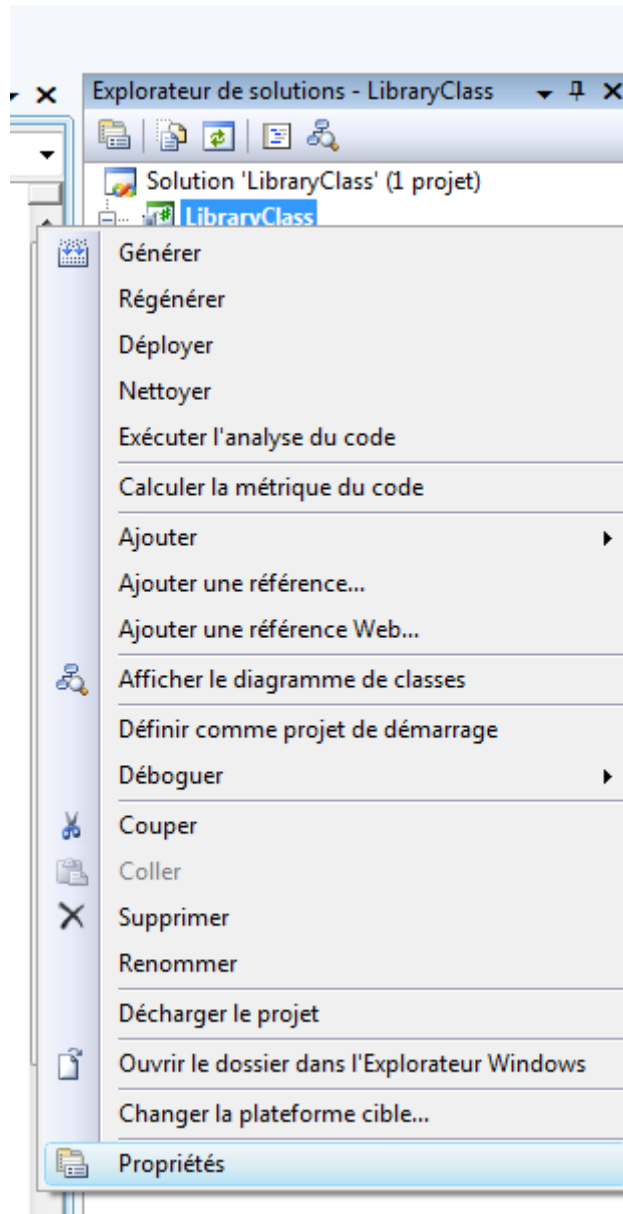 Explorateur de solutions - LibraryClass
Solution 'LibraryClass' (1 projet)
LibraryClass
Générer
Régénérer
Déployer
Nettoyer
Exécuter l'analyse du code
Calculer la métrique du code
Ajouter
Ajouter une référence...
Ajouter une référence Web...
Afficher le diagramme de classes
Définir comme projet de démarrage
Déboguer
Couper
Coller
Supprimer
Renommer
Décharger le projet
Ouvrir le dossier dans l'Explorateur Windows
Changer la plateforme cible...
Propriétés